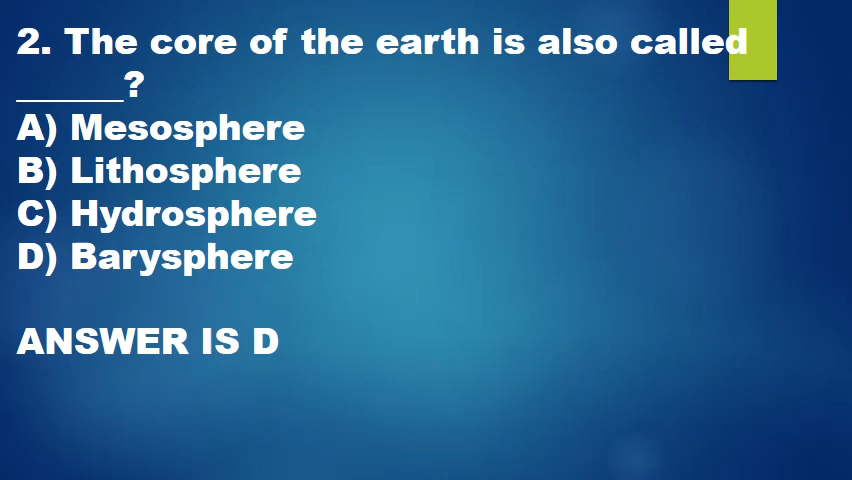 2. The core of the earth is also called
______?
A) Mesosphere
B) Lithosphere
C) Hydrosphere
D) Barysphere
ANSWER IS D